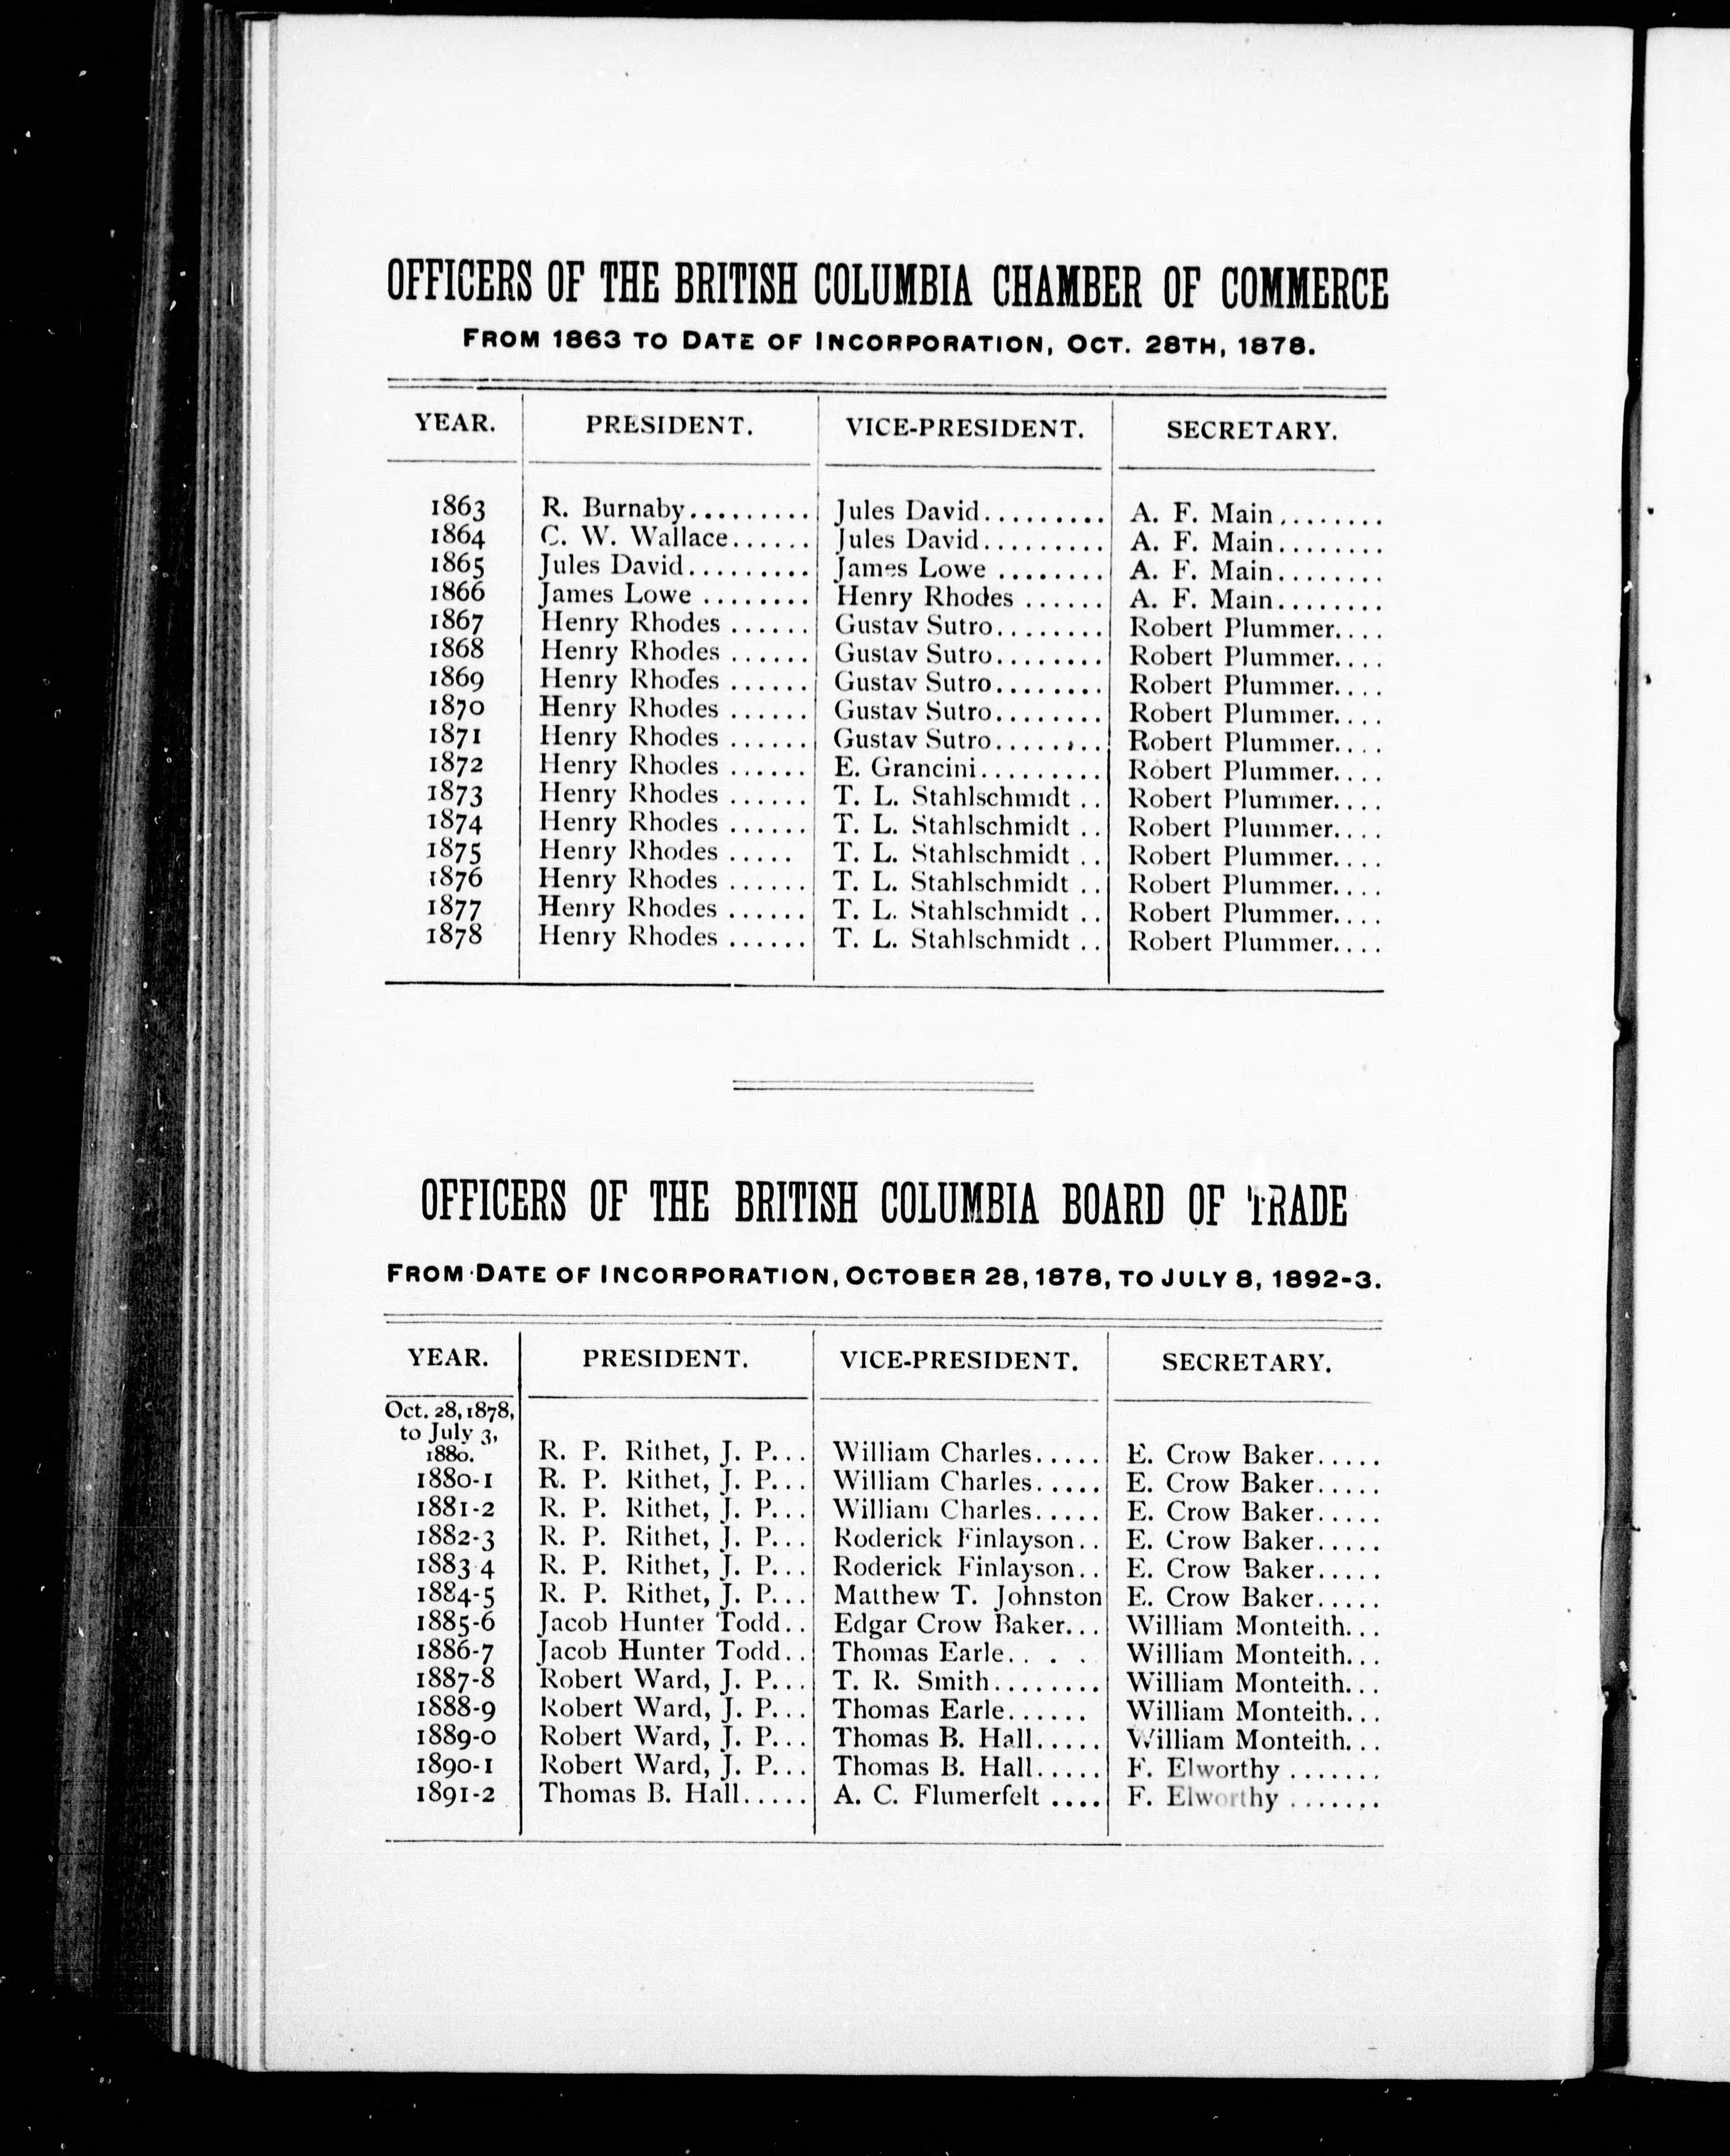 OFFICERS OF THE BRITISH COLUMBIA CHAMBER OF COMMERCE
FROM 1863 TO DATE OF INCORPORATION, OCT. 28TH, 1878.
YEAR. PRESIDENT. VICE-PRESIDENT. SECRETARY.
1863 R. Burnaby......... Jules David.......... A. F. Main........
1864 C. W. Wallace...... Jules David.......... A. F. Main........
1865 Jules David......... James Lowe ........ A. F. Main........
1866 James Lowe ........ Henry Rhodes ...... A. F. Main........
1867 Henry Rhodes ...... Gustav Sutro........ Robert Plummer....
1868 Henry Rhodes ...... Gustav Sutro........ Robert Plummer....
1869 Henry Rhodes ...... Gustav Sutro........ Robert Plummer....
1870 Henry Rhodes ...... Gustav Sutro........ Robert Plummer....
1871 Henry Rhodes ...... Gustav Sutro........ Robert Plummer....
1872 Henry Rhodes ...... E. Grancini......... Robert Plummer....
1873 Henry Rhodes ...... T. L. Stahlschmidt .. Robert Plummer....
1874 Henry Rhodes ...... T. L. Stahlschmidt .. Robert Plummer....
1875 Henry Rhodes ..... T. L. Stahlschmidt .. Robert Plummer....
1876 Henry Rhodes ...... T. L. Stahlschmidt .. Robert Plummer....
1877 Henry Rhodes ...... T. L. Stahlschmidt .. Robert Plummer....
1878 Henry Rhodes ...... T. L. Stahlschmidt .. Robert Plummer....
OFFICERS OF THE BRITISH COLUMBIA BOARD OF TRADE
FROM DATE OF INCORPORATION, OCTOBER 28, 1878, TO JULY 8, 1892-3.
YEAR. PRESIDENT. VICE-PRESIDENT. SECRETARY.
Oct. 28, 1878,
to July 3,
1880. R. P. Rithet, J. P... William Charles..... E. Crow Baker.....
1880-1 R. P. Rithet, J. P... William Charles..... E. Crow Baker.....
1881-2 R. P. Rithet, J. P... William Charles..... E. Crow Baker.....
1882-3 R. P. Rithet, J. P... Roderick Finlayson.. E. Crow Baker.....
1883-4 R. P. Rithet, J. P... Roderick Finlayson.. E. Crow Baker.....
1884-5 R. P. Rithet, J. P... Matthew T. Johnston E. Crow Baker.....
1885-6 Jacob Hunter Todd.. Edgar Crow Baker... William Monteith...
1886-7 Jacob Hunter Todd.. Thomas Earle.. . . William Monteith...
1887-8 Robert Ward, J. P... T. R. Smith........ William Monteith...
1888-9 Robert Ward, J. P... Thomas Earle...... William Monteith...
1889-0 Robert Ward, J. P... Thomas B. Hall..... William Monteith...
1890-1 Robert Ward, J. P... Thomas B. Hall..... F. Elworthy .......
1891-2 Thomas B. Hall..... A. C. Flumerfelt .... F. Elworthy .......